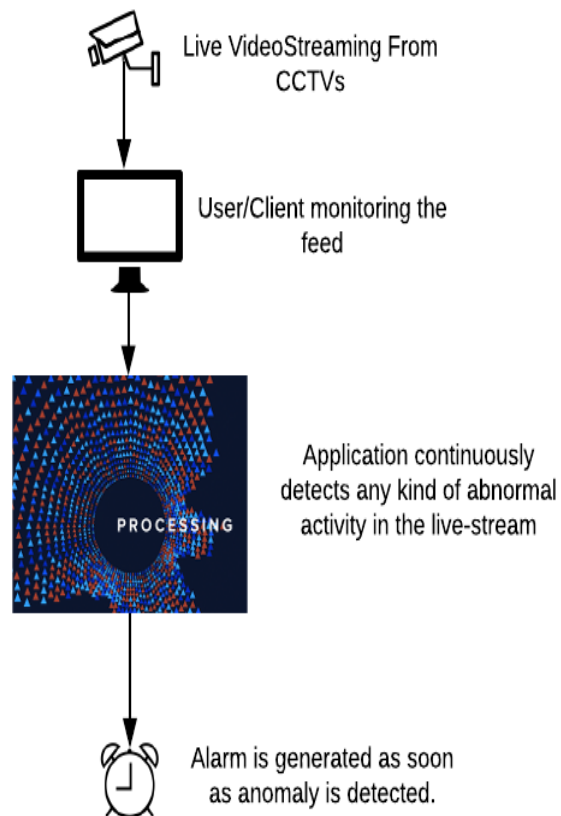 Live VideoStreaming From
CCTVs
User/Client monitoring the
feed
PROCESSING
Application continuously
detects any kind of abnormal
activity in the live-stream
Alarm is generated as soon
as anomaly is detected.